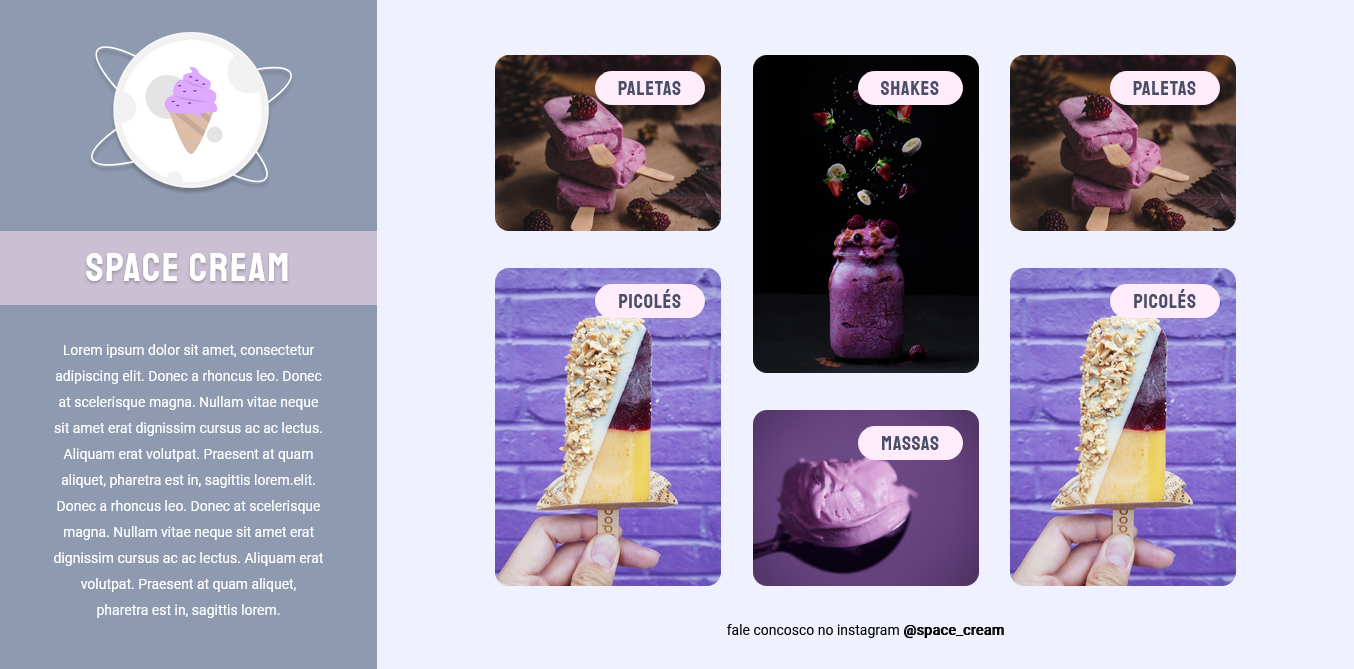 SPACE CREAM
Lorem ipsum dolor sit amet, consectetur
adipiscing elit. Donec a rhoncus leo. Donec
at scelerisque magna. Nullam vitae neque
sit amet erat dignissim cursus ac ac lectus.
Aliquam erat volutpat. Praesent at quam
aliquet, pharetra est in, sagittis lorem.elit.
Donec a rhoncus leo. Donec at scelerisque
magna. Nullam vitae neque sit amet erat
dignissim cursus ac ac lectus. Aliquam erat
volutpat. Praesent at quam aliquet,
pharetra est in, sagittis lorem.
PALETAS
SHAKES
PALETAS
PICOLÉS
PICOLÉS
MASSAS
fale concosco no instagram @space_cream